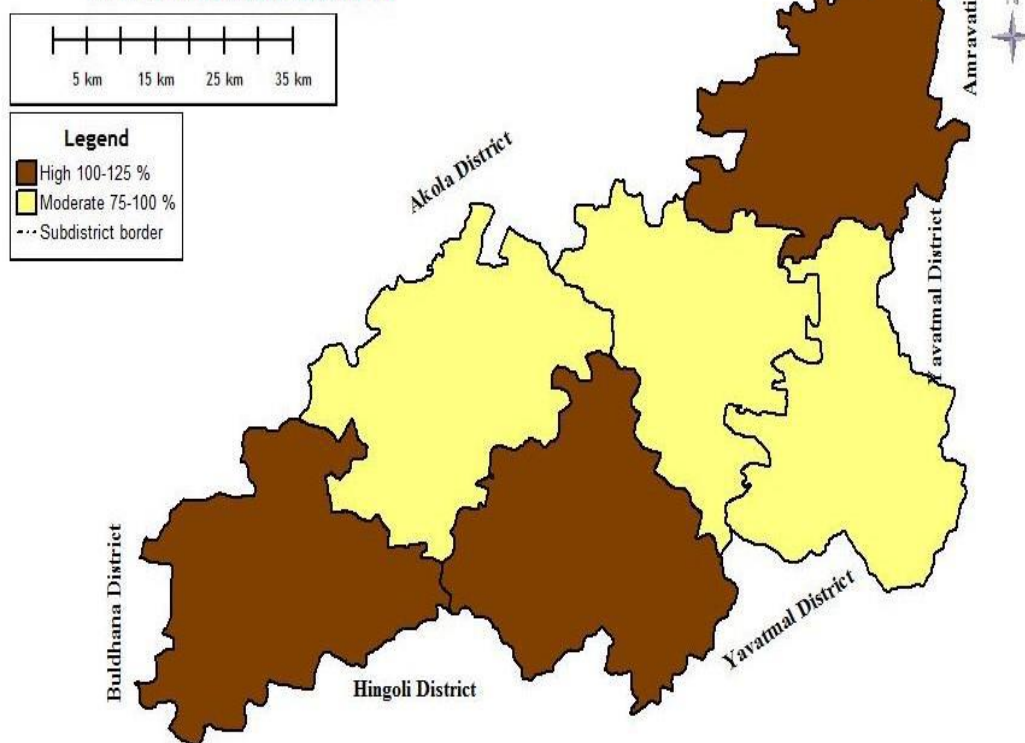 5 km 15 km 25 km 35 km
Legend
High 100-125 %
Moderate 75-100 %
Subdistrict border
Akola District
Amravati
Yavatmal District
Buldhana District
Hingoli District
Yavatmal District